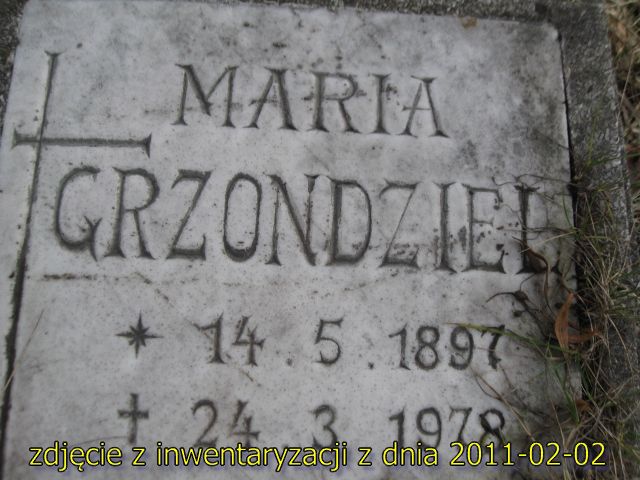 MARIA
GRZONDZIEL
* 14.5.1897
† 24.3.1978
zdjęcie z inwentaryzacji z dnia 2011-02-02